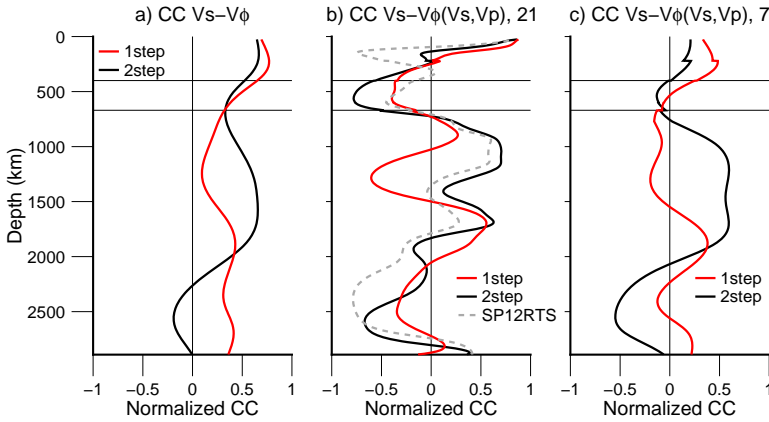 a) CC Vs−Vϕ
b) CC Vs−Vϕ(Vs,Vp), 21
c) CC Vs−Vϕ(Vs,Vp), 7
0
500
1000
1500
2000
2500
Depth (km)
1step
2step
1step
2step
SP12RTS
1step
2step
−1 −0.5 0 0.5 1
−1 −0.5 0 0.5 1
−1 −0.5 0 0.5 1
Normalized CC
Normalized CC
Normalized CC